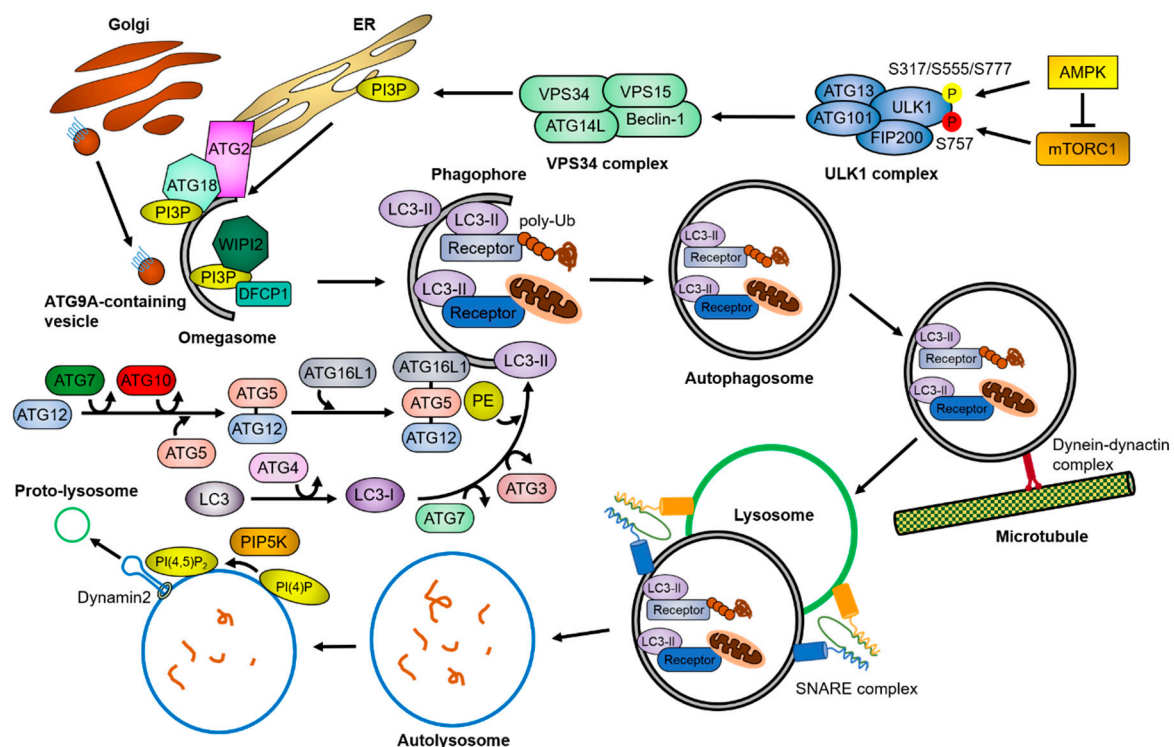 Golgi
ER
PI3P
ATG2
ATG18
PI3P
WIPI2
PI3P
DFCP1
ATG9A-containing
vesicle
Omegasome
VPS34
VPS15
ATG14L
Beclin-1
VPS34 complex
S317/S555/S777
ATG13
ULK1
P
ATG101
P
FIP200
S757
ULK1 complex
AMPK
mTORC1
Phagophore
LC3-II
LC3-II
poly-Ub
Receptor
LC3-II
Receptor
LC3-II
LC3-II
Receptor
LC3-II
Receptor
Autophagosome
LC3-II
Receptor
LC3-II
Receptor
Dynein-dynactin
complex
Microtubule
ATG7
ATG10
ATG12
ATG5
ATG5
ATG12
ATG16L1
ATG16L1
ATG5
ATG12
PE
ATG4
LC3
LC3-I
ATG7
ATG3
Proto-lysosome
PIP5K
PI(4,5)P2
PI(4)P
Dynamin2
Autolysosome
Lysosome
LC3-II
Receptor
LC3-II
Receptor
SNARE complex